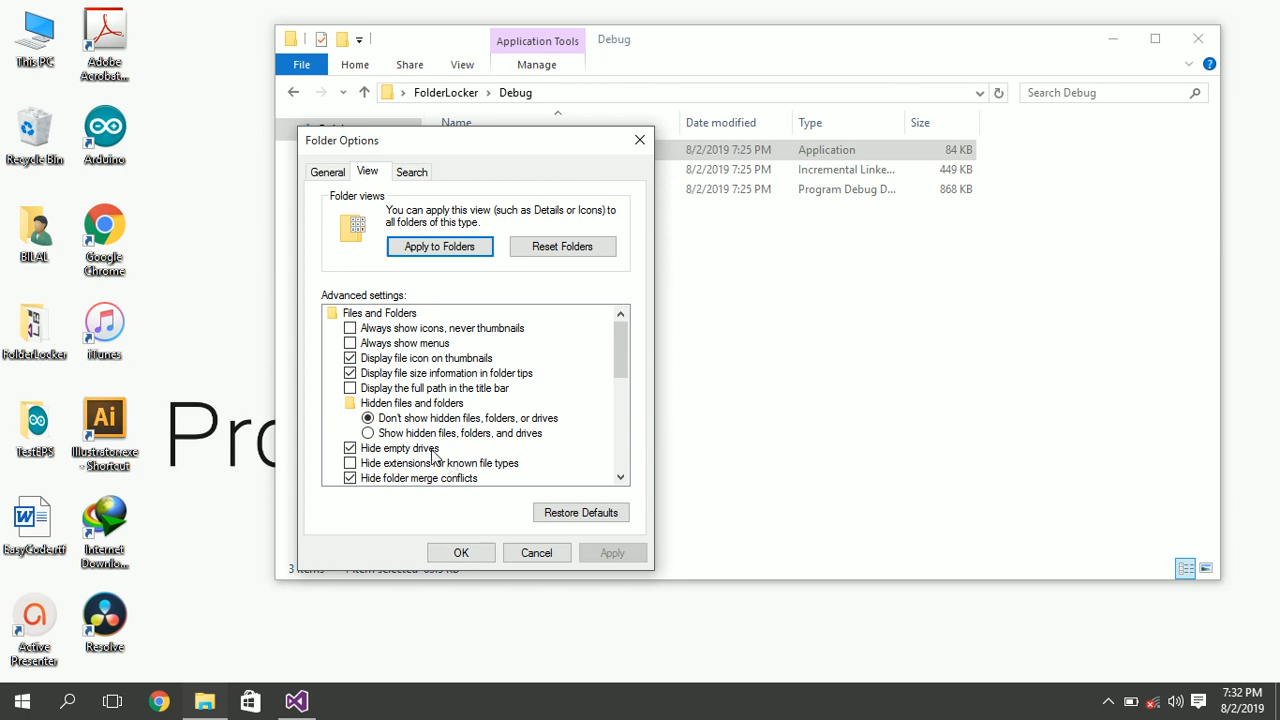 This PC
Adobe
Acrobat...
Recycle Bin
Arduino
BILAL
Google
Chrome
FolderLocker
iTunes
TestEPS
Illustrator.exe
- Shortcut
EasyCoder.rtf
Internet
Downlo...
Active
Presenter
Resolve
Application Tools
Debug
File
Home
Share
View
Manage
FolderLocker
Debug
Search Debug
Name
Date modified
Type
Size
8/2/2019 7:25 PM
Application
84 KB
8/2/2019 7:25 PM
Incremental Linke...
449 KB
8/2/2019 7:25 PM
Program Debug D...
868 KB
Folder Options
General
View
Search
Folder views
You can apply this view (such as Details or Icons) to
all folders of this type.
Apply to Folders
Reset Folders
Advanced settings:
Files and Folders
Always show icons, never thumbnails
Always show menus
Display file icon on thumbnails
Display file size information in folder tips
Display the full path in the title bar
Hidden files and folders
Don't show hidden files, folders, or drives
Show hidden files, folders, and drives
Hide empty drives
Hide extensions for known file types
Hide folder merge conflicts
Restore Defaults
OK
Cancel
Apply
Pro
7:32 PM
8/2/2019